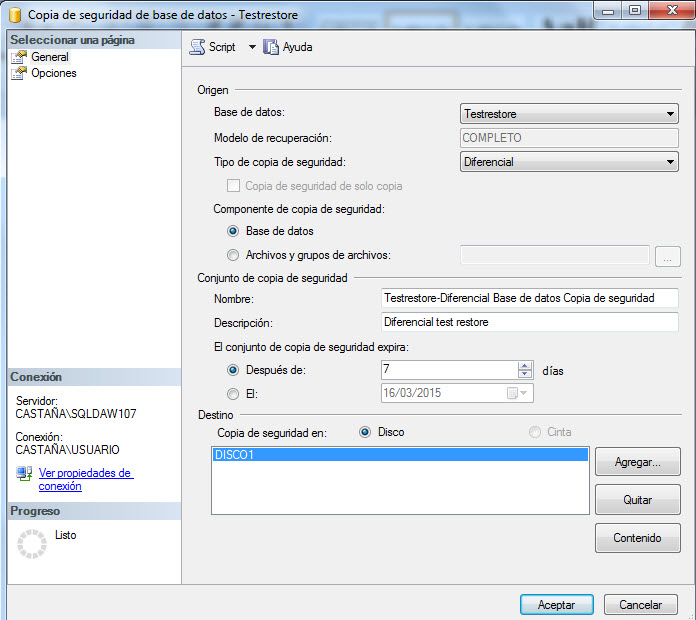 Copia de seguridad de base de datos - Testrestore
Seleccionar una página
General
Opciones
Script
Ayuda
Origen
Base de datos:
Testrestore
Modelo de recuperación:
COMPLETO
Tipo de copia de seguridad:
Diferencial
Copia de seguridad de solo copia
Componente de copia de seguridad:
Base de datos
Archivos y grupos de archivos:
...
Conjunto de copia de seguridad
Nombre:
Testrestore-Diferencial Base de datos Copia de seguridad
Descripción:
Diferencial test restore
El conjunto de copia de seguridad expira:
Después de:
7
días
El:
16/03/2015
Destino
Copia de seguridad en:
Disco
Cinta
DISCO1
Agregar...
Quitar
Contenido
Conexión
Servidor:
CASTAÑA\SQLDAW107
Conexión:
CASTAÑA\USUARIO
Ver propiedades de
conexión
Progreso
Listo
Aceptar
Cancelar